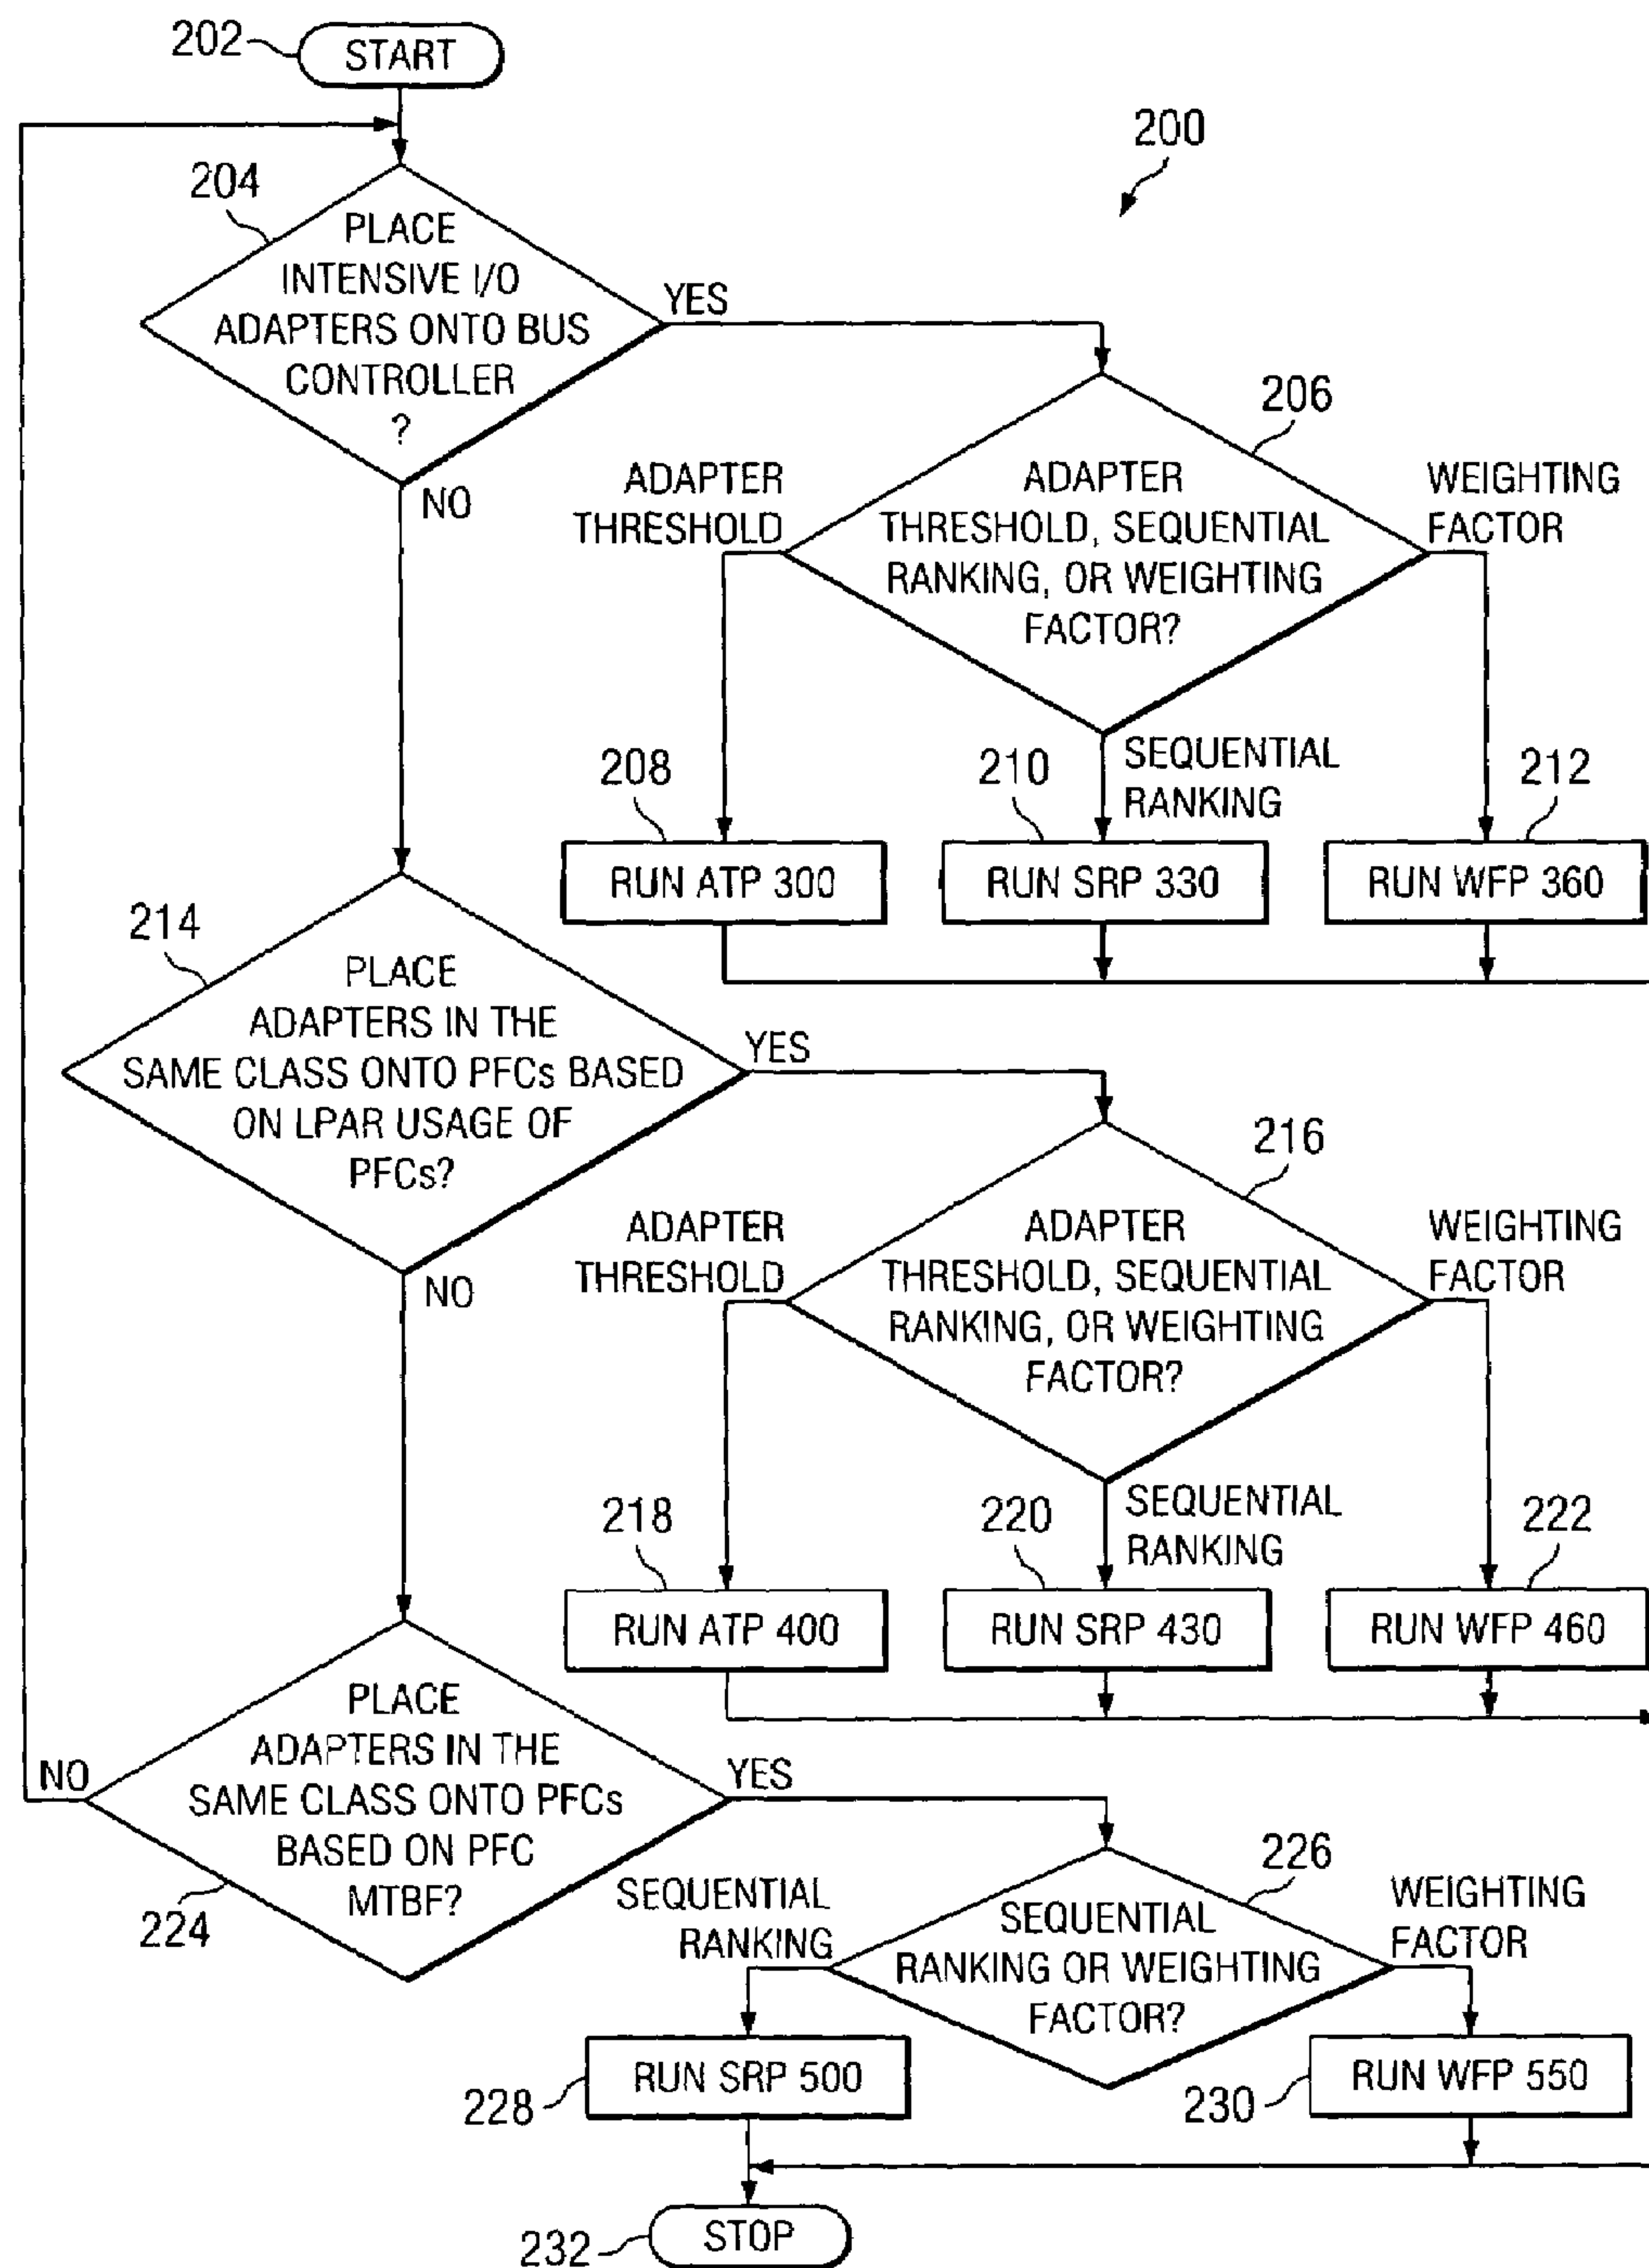 202
START
200
204
PLACE
INTENSIVE I/O
ADAPTERS ONTO BUS
CONTROLLER
?
YES
NO
206
ADAPTER
THRESHOLD
ADAPTER
THRESHOLD, SEQUENTIAL
RANKING, OR WEIGHTING
FACTOR?
WEIGHTING
FACTOR
SEQUENTIAL
RANKING
208
RUN ATP 300
210
RUN SRP 330
212
RUN WFP 360
214
PLACE
ADAPTERS IN THE
SAME CLASS ONTO PFCs BASED
ON LPAR USAGE OF
PFCs?
YES
NO
216
ADAPTER
THRESHOLD
ADAPTER
THRESHOLD, SEQUENTIAL
RANKING, OR WEIGHTING
FACTOR?
WEIGHTING
FACTOR
SEQUENTIAL
RANKING
218
RUN ATP 400
220
RUN SRP 430
222
RUN WFP 460
PLACE
ADAPTERS IN THE
SAME CLASS ONTO PFCs
BASED ON PFC
MTBF?
NO
YES
224
226
SEQUENTIAL
RANKING
SEQUENTIAL
RANKING OR WEIGHTING
FACTOR?
WEIGHTING
FACTOR
228
RUN SRP 500
230
RUN WFP 550
232
STOP